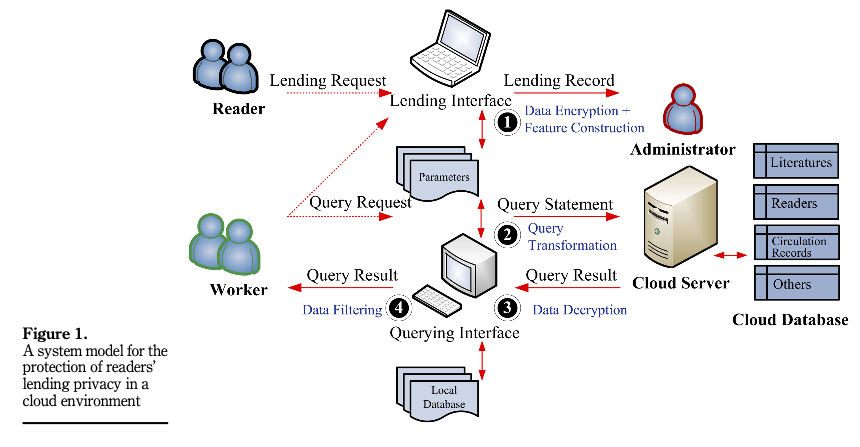 Lending Request
Lending Record
Reader
Lending Interface
1
Data Encryption +
Feature Construction
Administrator
Parameters
Literatures
Query Request
Query Statement
Readers
2
Query
Transformation
Circulation
Records
Worker
Query Result
Query Result
Cloud Server
Others
Data Filtering
4
3
Data Decryption
Cloud Database
Querying Interface
Local
Database
Figure 1.
A system model for the
protection of readers'
lending privacy in a
cloud environment